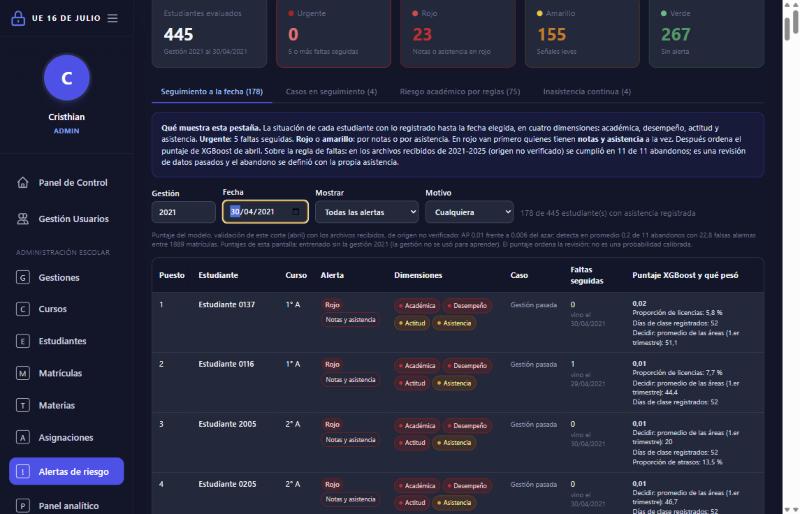 UE 16 DE JULIO
C
Cristhian
ADMIN
Panel de Control
Gestión Usuarios
ADMINISTRACIÓN ESCOLAR
G Gestiones
C Cursos
E Estudiantes
M Matrículas
T Materias
A Asignaciones
! Alertas de riesgo
P Panel analítico
Estudiantes evaluados
445
Gestión 2021 al 30/04/2021
Urgente
0
5 o más faltas seguidas
Rojo
23
Notas o asistencia en rojo
Amarillo
155
Señales leves
Verde
267
Sin alerta
Seguimiento a la fecha (178) Casos en seguimiento (4) Riesgo académico por reglas (75) Inasistencia continua (4)
Qué muestra esta pestaña. La situación de cada estudiante con lo registrado hasta la fecha elegida, en cuatro dimensiones: académica, desempeño, actitud y
asistencia. Urgente: 5 faltas seguidas. Rojo o amarillo: por notas o por asistencia. En rojo van primero quienes tienen notas y asistencia a la vez. Después ordena el
puntaje de XGBoost de abril. Sobre la regla de faltas: en los archivos recibidos de 2021-2025 (origen no verificado) se cumplió en 11 de 11 abandonos; es una revisión
de datos pasados y el abandono se definió con la propia asistencia.
Gestión Fecha Mostrar Motivo
2021 30/04/2021 Todas las alertas Cualquiera 178 de 445 estudiante(s) con asistencia registrada
Puntaje del modelo, validación de este corte (abril) con los archivos recibidos, de origen no verificado: AP 0,01 frente a 0,006 del azar; detecta en promedio 0,2 de 11 abandonos con 22,8 falsas alarmas
entre 1889 matrículas. Puntajes de esta pantalla: entrenado sin la gestión 2021 (la gestión no se usó para aprender). El puntaje ordena la revisión; no es una probabilidad calibrada.
Puesto Estudiante Curso Alerta Dimensiones Caso Faltas seguidas Puntaje XGBoost y qué pesó
1 Estudiante 0137 1° A Rojo Académica Desempeño Gestión pasada 0 0,02
Notas y asistencia Actitud Asistencia vino el 30/04/2021
Proporción de licencias: 5,8 %
Días de clase registrados: 52
Decidir: promedio de las áreas (1.er
trimestre): 51,1
2 Estudiante 0116 1° A Rojo Académica Desempeño Gestión pasada 1 0,01
Notas y asistencia Actitud Asistencia vino el 29/04/2021
Proporción de licencias: 7,7 %
Decidir: promedio de las áreas (1.er
trimestre): 44,4
Días de clase registrados: 52
3 Estudiante 2005 2° A Rojo Académica Desempeño Gestión pasada 0 0,01
Notas y asistencia Actitud Asistencia vino el 30/04/2021
Decidir: promedio de las áreas (1.er
trimestre): 20
Días de clase registrados: 52
Proporción de atrasos: 13,5 %
4 Estudiante 0205 2° A Rojo Académica Desempeño Gestión pasada 0 0,01
Notas y asistencia Actitud Asistencia vino el 30/04/2021
Decidir: promedio de las áreas (1.er
trimestre): 46,7
Días de clase registrados: 52